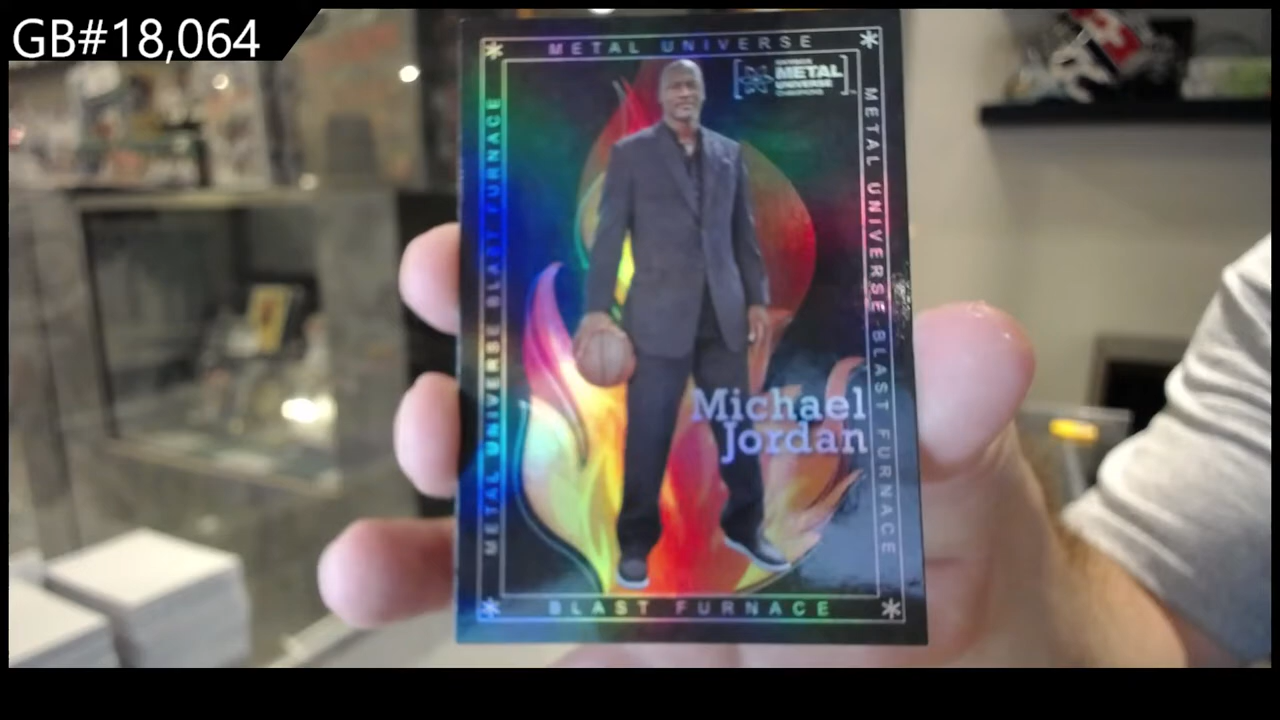 GB#18,064
METAL UNIVERSE
METAL
UNIVERSE
CHAMPIONS
METAL UNIVERSE BLAST FURNACE
METAL UNIVERSE BLAST FURNACE
Michael
Jordan
BLAST FURNACE